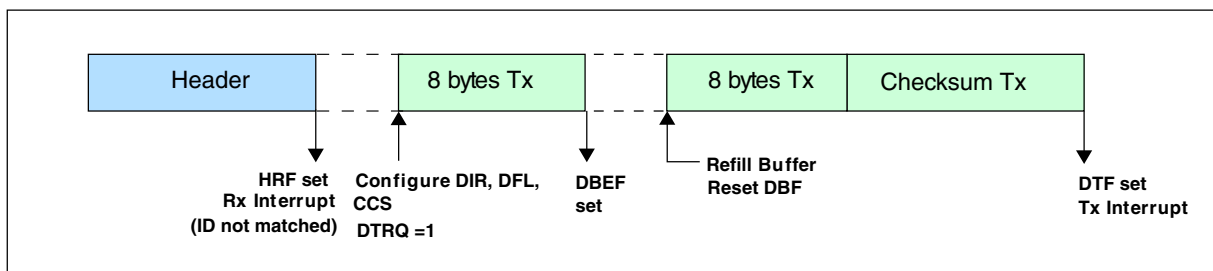 Header
8 bytes Tx
8 bytes Tx
Checksum Tx
HRF set
Rx Interrupt
(ID not matched)
Configure DIR, DFL,
CCS
DTRQ =1
DBEF
set
Refill Buffer
Reset DBF
DTF set
Tx Interrupt